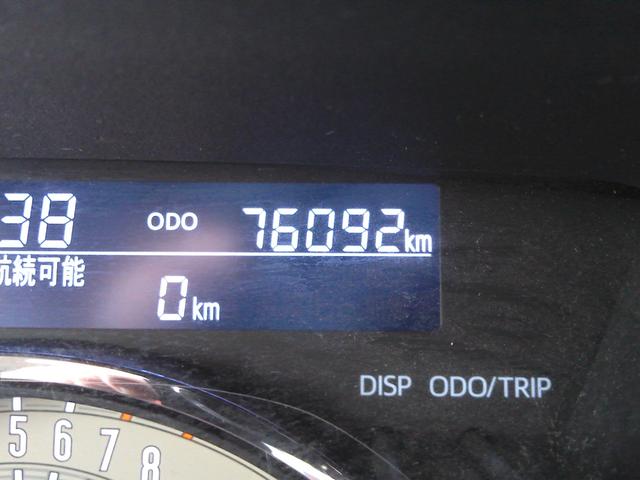 38 ODO 76092km
航続可能 0km
DISP ODO/TRIP
5 6 7 8